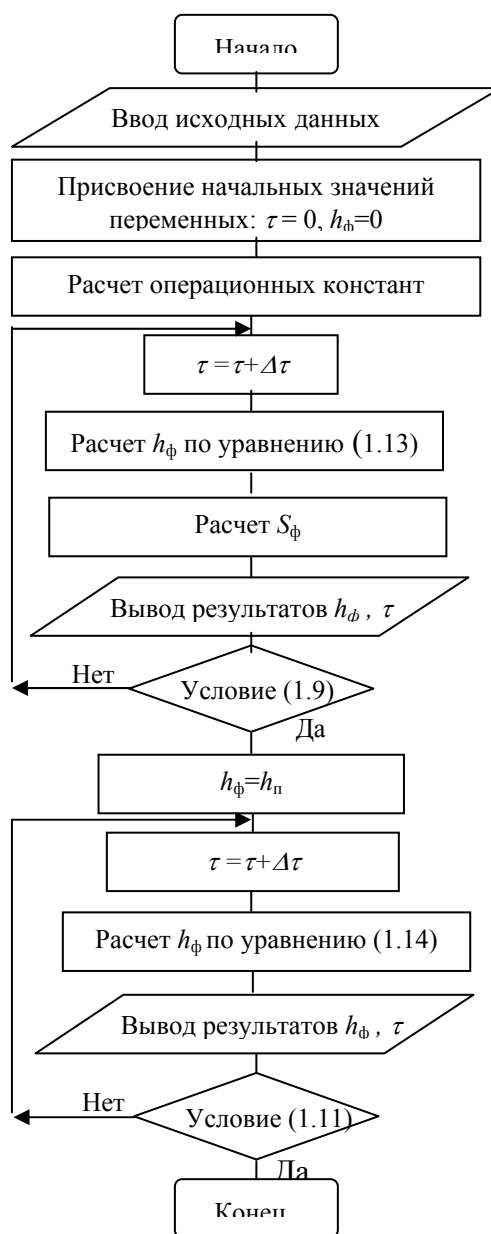 Начало
Ввод исходных данных
Присвоение начальных значений
переменных: τ = 0, hф=0
Расчет операционных констант
τ =τ+Δτ
Расчет hф по уравнению (1.13)
Расчет Sф
Вывод результатов hф , τ
Нет
Условие (1.9)
Да
hф=hп
τ =τ+Δτ
Расчет hф по уравнению (1.14)
Вывод результатов hф , τ
Нет
Условие (1.11)
Да
Конец